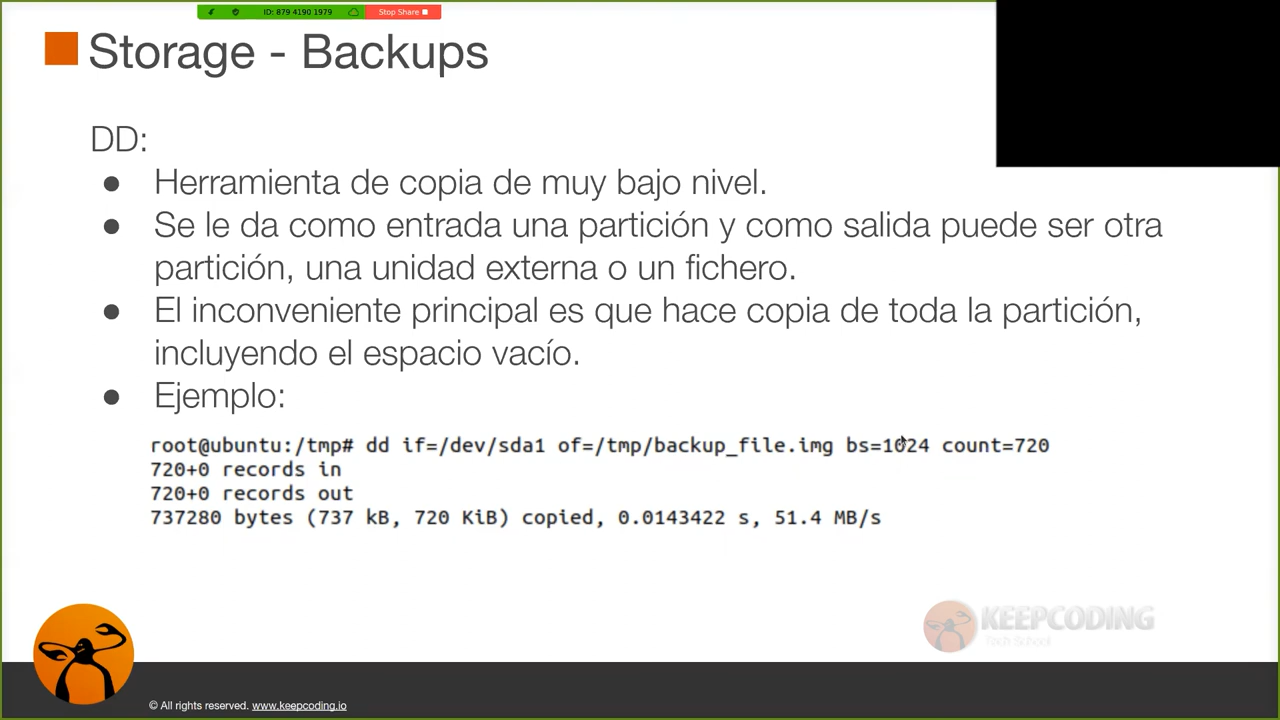 ID: 879 4190 1979
Stop Share
Storage - Backups
DD:
● Herramienta de copia de muy bajo nivel.
● Se le da como entrada una partición y como salida puede ser otra
partición, una unidad externa o un fichero.
● El inconveniente principal es que hace copia de toda la partición,
incluyendo el espacio vacío.
● Ejemplo:
root@ubuntu:/tmp# dd if=/dev/sda1 of=/tmp/backup_file.img bs=1024 count=720
720+0 records in
720+0 records out
737280 bytes (737 kB, 720 KiB) copied, 0.0143422 s, 51.4 MB/s
KEEPCODING
Tech School
© All rights reserved. www.keepcoding.io